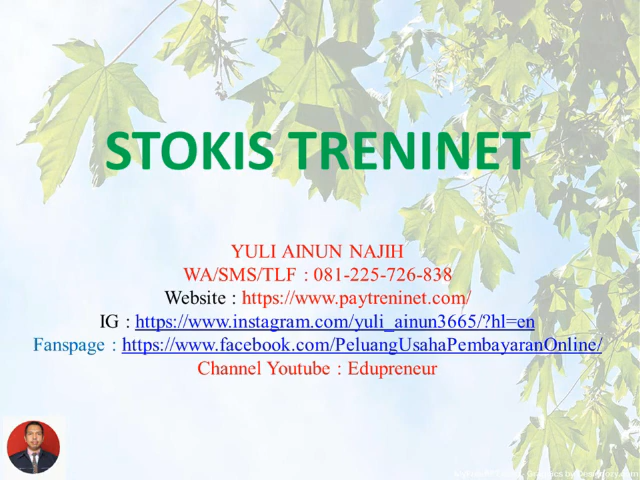 STOKIS TRENINET
YULI AINUN NAJIH
WA/SMS/TLF : 081-225-726-838
Website : https://www.paytreninet.com/
IG : https://www.instagram.com/yuli_ainun3665/?hl=en
Fanspage : https://www.facebook.com/PeluangUsahaPembayaranOnline/
Channel Youtube : Edupreneur